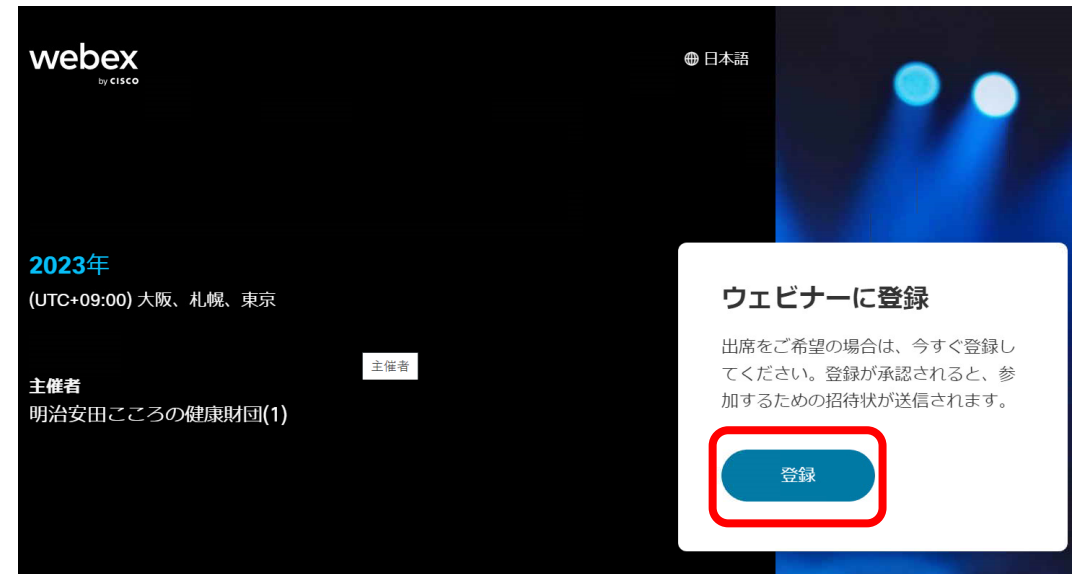 webex
by CISCO
日本語
2023年
(UTC+09:00) 大阪、札幌、東京
主催者
主催者
明治安田こころの健康財団(1)
ウェビナーに登録
出席をご希望の場合は、今すぐ登録し
てください。登録が承認されると、参
加するための招待状が送信されます。
登録